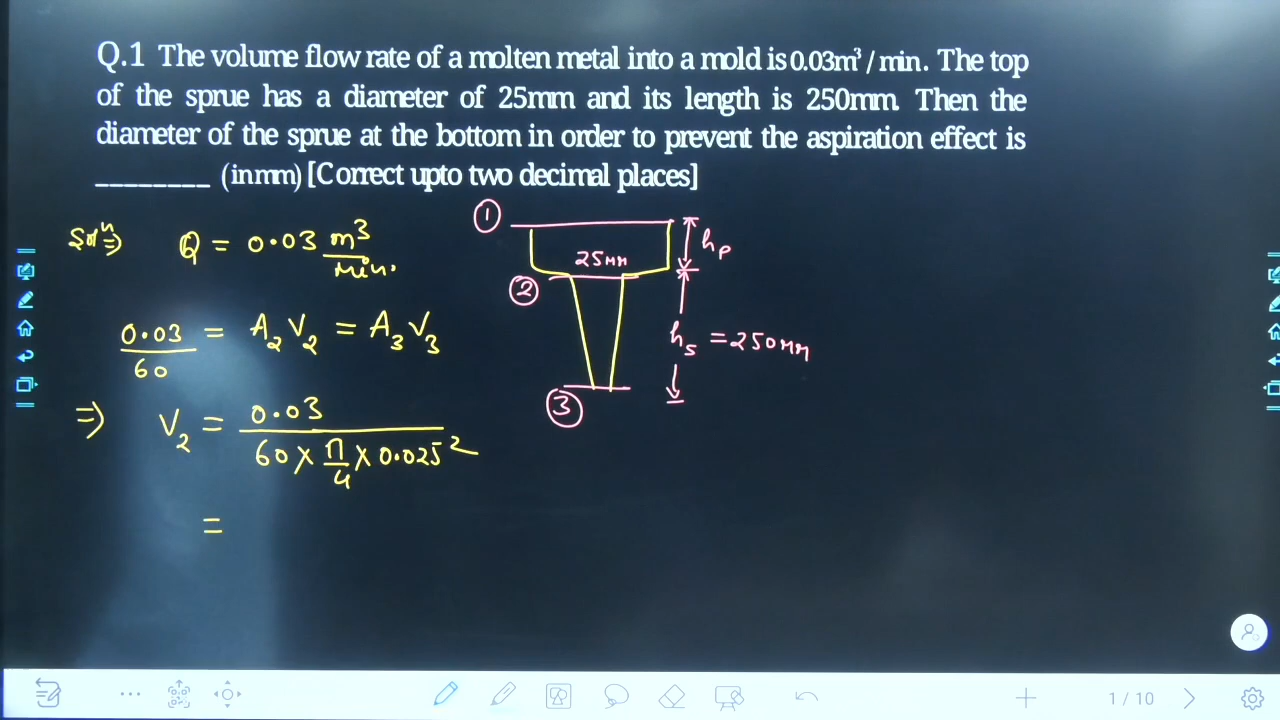 Q.1 The volume flow rate of a molten metal into a mold is 0.03m³ / min. The top
of the sprue has a diameter of 25mm and its length is 250mm. Then the
diameter of the sprue at the bottom in order to prevent the aspiration effect is
________ (in mm) [Correct upto two decimal places]
Solⁿ ⇒ Q = 0.03 m³/min.
0.03/60 = A₂V₂ = A₃V₃
⇒ V₂ = 0.03/(60 × π/4 × 0.025²)
=
①
hₚ
25mm
②
hₛ = 250mm
③
1 / 10